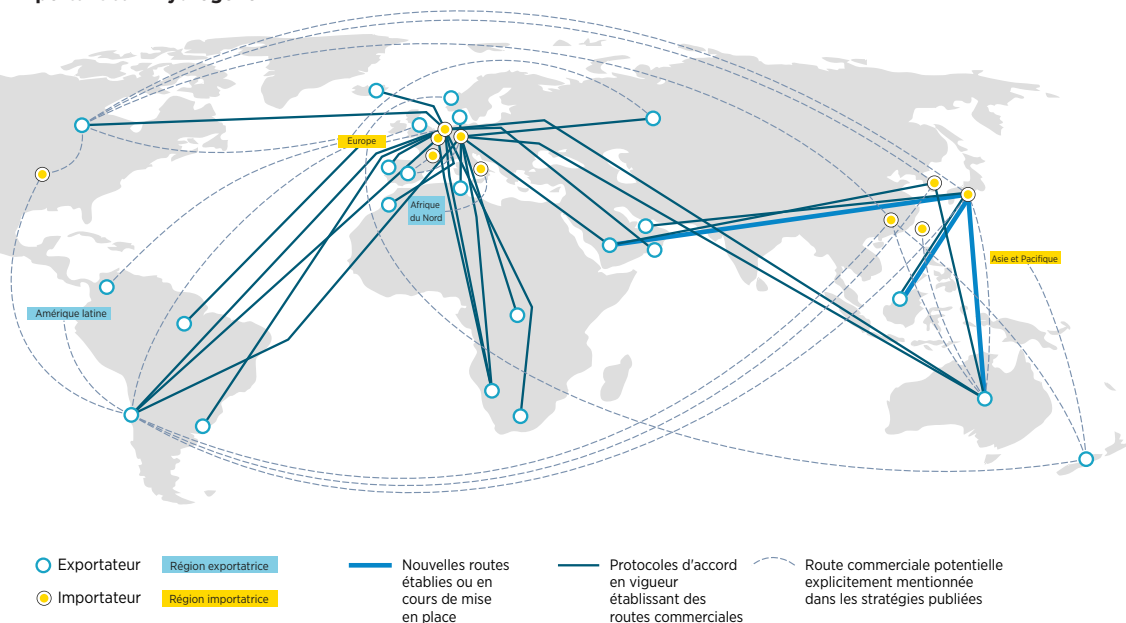 Europe
Afrique
du Nord
Asie et Pacifique
Amérique latine
Exportateur
Région exportatrice
Importateur
Région importatrice
Nouvelles routes
établies ou en
cours de mise
en place
Protocoles d'accord
en vigueur
établissant des
routes commerciales
Route commerciale potentielle
explicitement mentionnée
dans les stratégies publiées